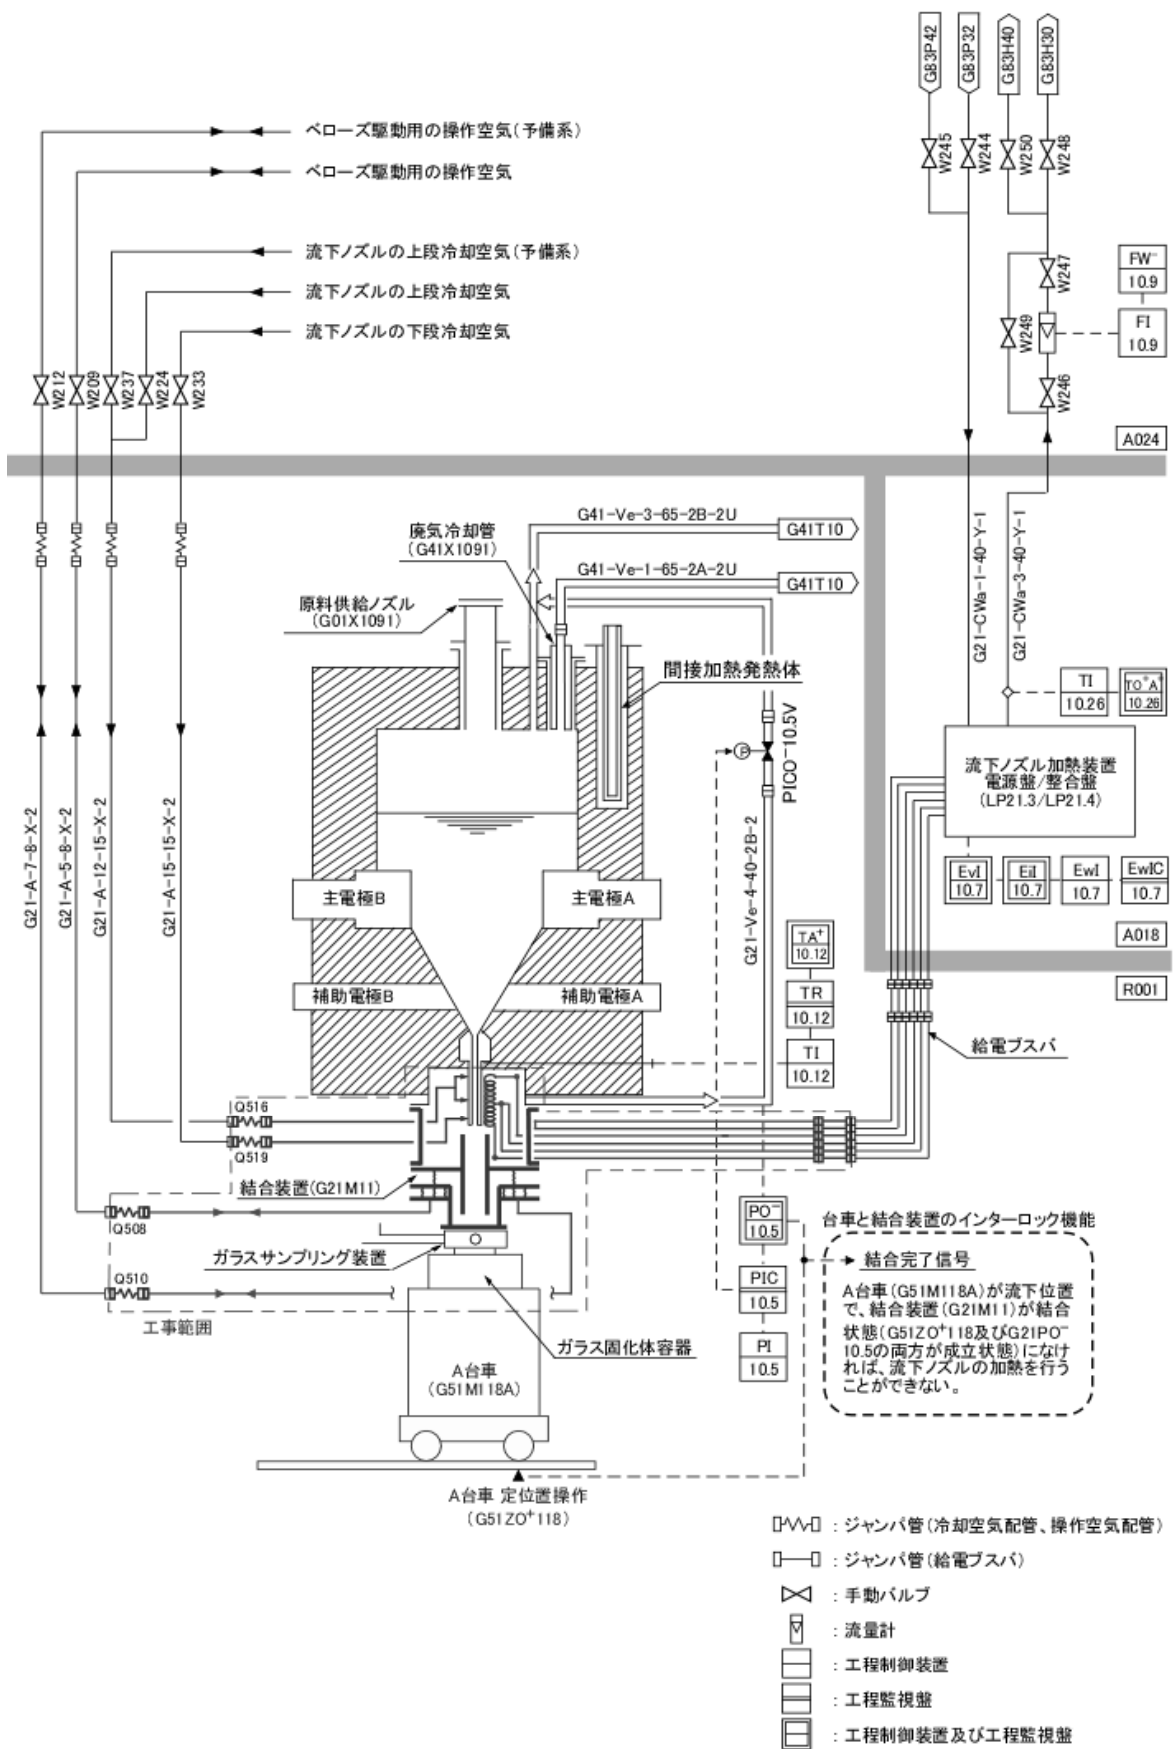 G83P42
G83P32
G83H40
G83H30
W245
W244
W250
W248
ベローズ駆動用の操作空気(予備系)
ベローズ駆動用の操作空気
流下ノズルの上段冷却空気(予備系)
流下ノズルの上段冷却空気
流下ノズルの下段冷却空気
W247
W249
W246
FW⁻
10.9
FI
10.9
W212
W209
W237
W224
W233
A024
G41-Ve-3-65-2B-2U
G41T10
廃気冷却管
(G41X1091)
G41-Ve-1-65-2A-2U
G41T10
原料供給ノズル
(G01X1091)
間接加熱発熱体
G21-CWa-1-40-Y-1
G21-CWa-3-40-Y-1
TI
10.26
TO⁺A⁺
10.26
P
PICO⁻10.5V
流下ノズル加熱装置
電源盤/整合盤
(LP21.3/LP21.4)
G21-A-7-8-X-2
G21-A-5-8-X-2
G21-A-12-15-X-2
G21-A-15-15-X-2
G21-Ve-4-40-2B-2
EvI
10.7
EiI
10.7
EwI
10.7
EwIC
10.7
主電極B
主電極A
TA⁺
10.12
A018
補助電極B
補助電極A
TR
10.12
R001
TI
10.12
給電ブスバ
Q516
Q519
結合装置(G21M11)
Q508
ガラスサンプリング装置
PO⁻
10.5
台車と結合装置のインターロック機能
結合完了信号
Q510
PIC
10.5
A台車(G51M118A)が流下位置
で、結合装置(G21M11)が結合
状態(G51ZO⁺118及びG21PO⁻
10.5の両方が成立状態)になけ
れば、流下ノズルの加熱を行う
ことができない。
工事範囲
ガラス固化体容器
PI
10.5
A台車
(G51M118A)
A台車 定位置操作
(G51ZO⁺118)
:ジャンパ管(冷却空気配管、操作空気配管)
:ジャンパ管(給電ブスバ)
:手動バルブ
:流量計
:工程制御装置
:工程監視盤
:工程制御装置及び工程監視盤